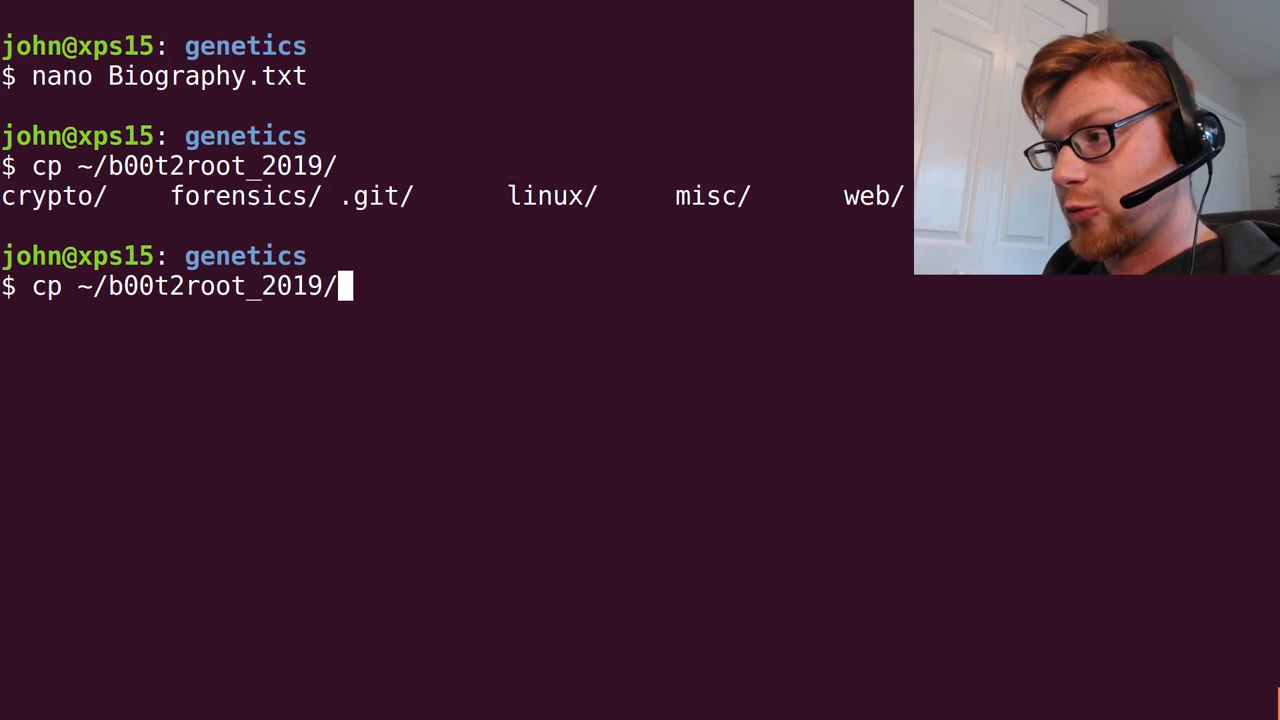 john@xps15: genetics
$ nano Biography.txt
john@xps15: genetics
$ cp ~/b00t2root_2019/
crypto/ forensics/ .git/ linux/ misc/ web/
john@xps15: genetics
$ cp ~/b00t2root_2019/